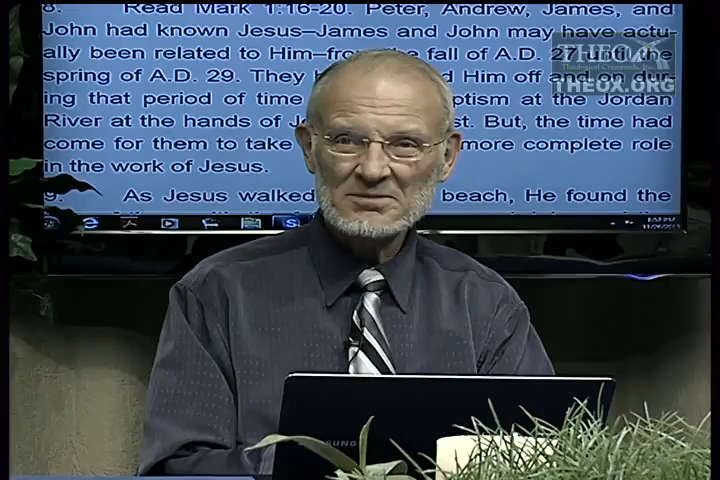 8. Read Mark 1:16-20. Peter, Andrew, James, and
John had known Jesus–James and John may have actu-
ally been related to Him–from the fall of A.D. 27 until the
spring of A.D. 29. They Him off and on dur-
ing that period of time ptism at the Jordan
River at the hands of st. But, the time had
come for them to take more complete role
in the work of Jesus.
9. As Jesus walked beach, He found the
THEOX
THEOX.ORG
SUNG